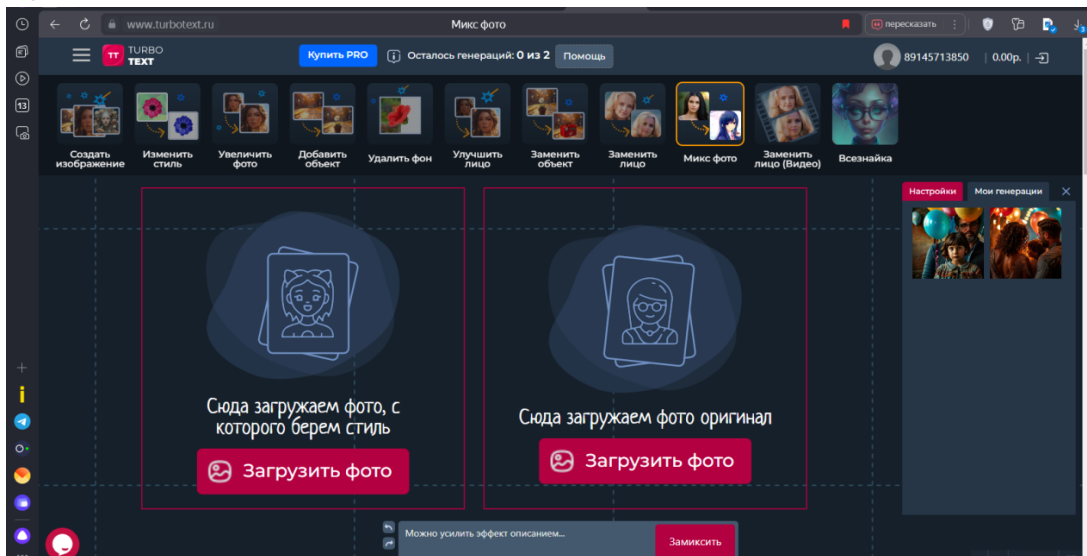 www.turbotext.ru
Микс фото
пересказать
TT TURBO
TEXT
Купить PRO
i Осталось генераций: 0 из 2
Помощь
89145713850
0.00р.
13
Создать
изображение
Изменить
стиль
Увеличить
фото
Добавить
объект
Удалить фон
Улучшить
лицо
Заменить
объект
Заменить
лицо
Микс фото
Заменить
лицо (Видео)
Всезнайка
Настройки
Мои генерации
Сюда загружаем фото, с
которого берем стиль
Загрузить фото
Сюда загружаем фото оригинал
Загрузить фото
Можно усилить эффект описанием...
Замиксить